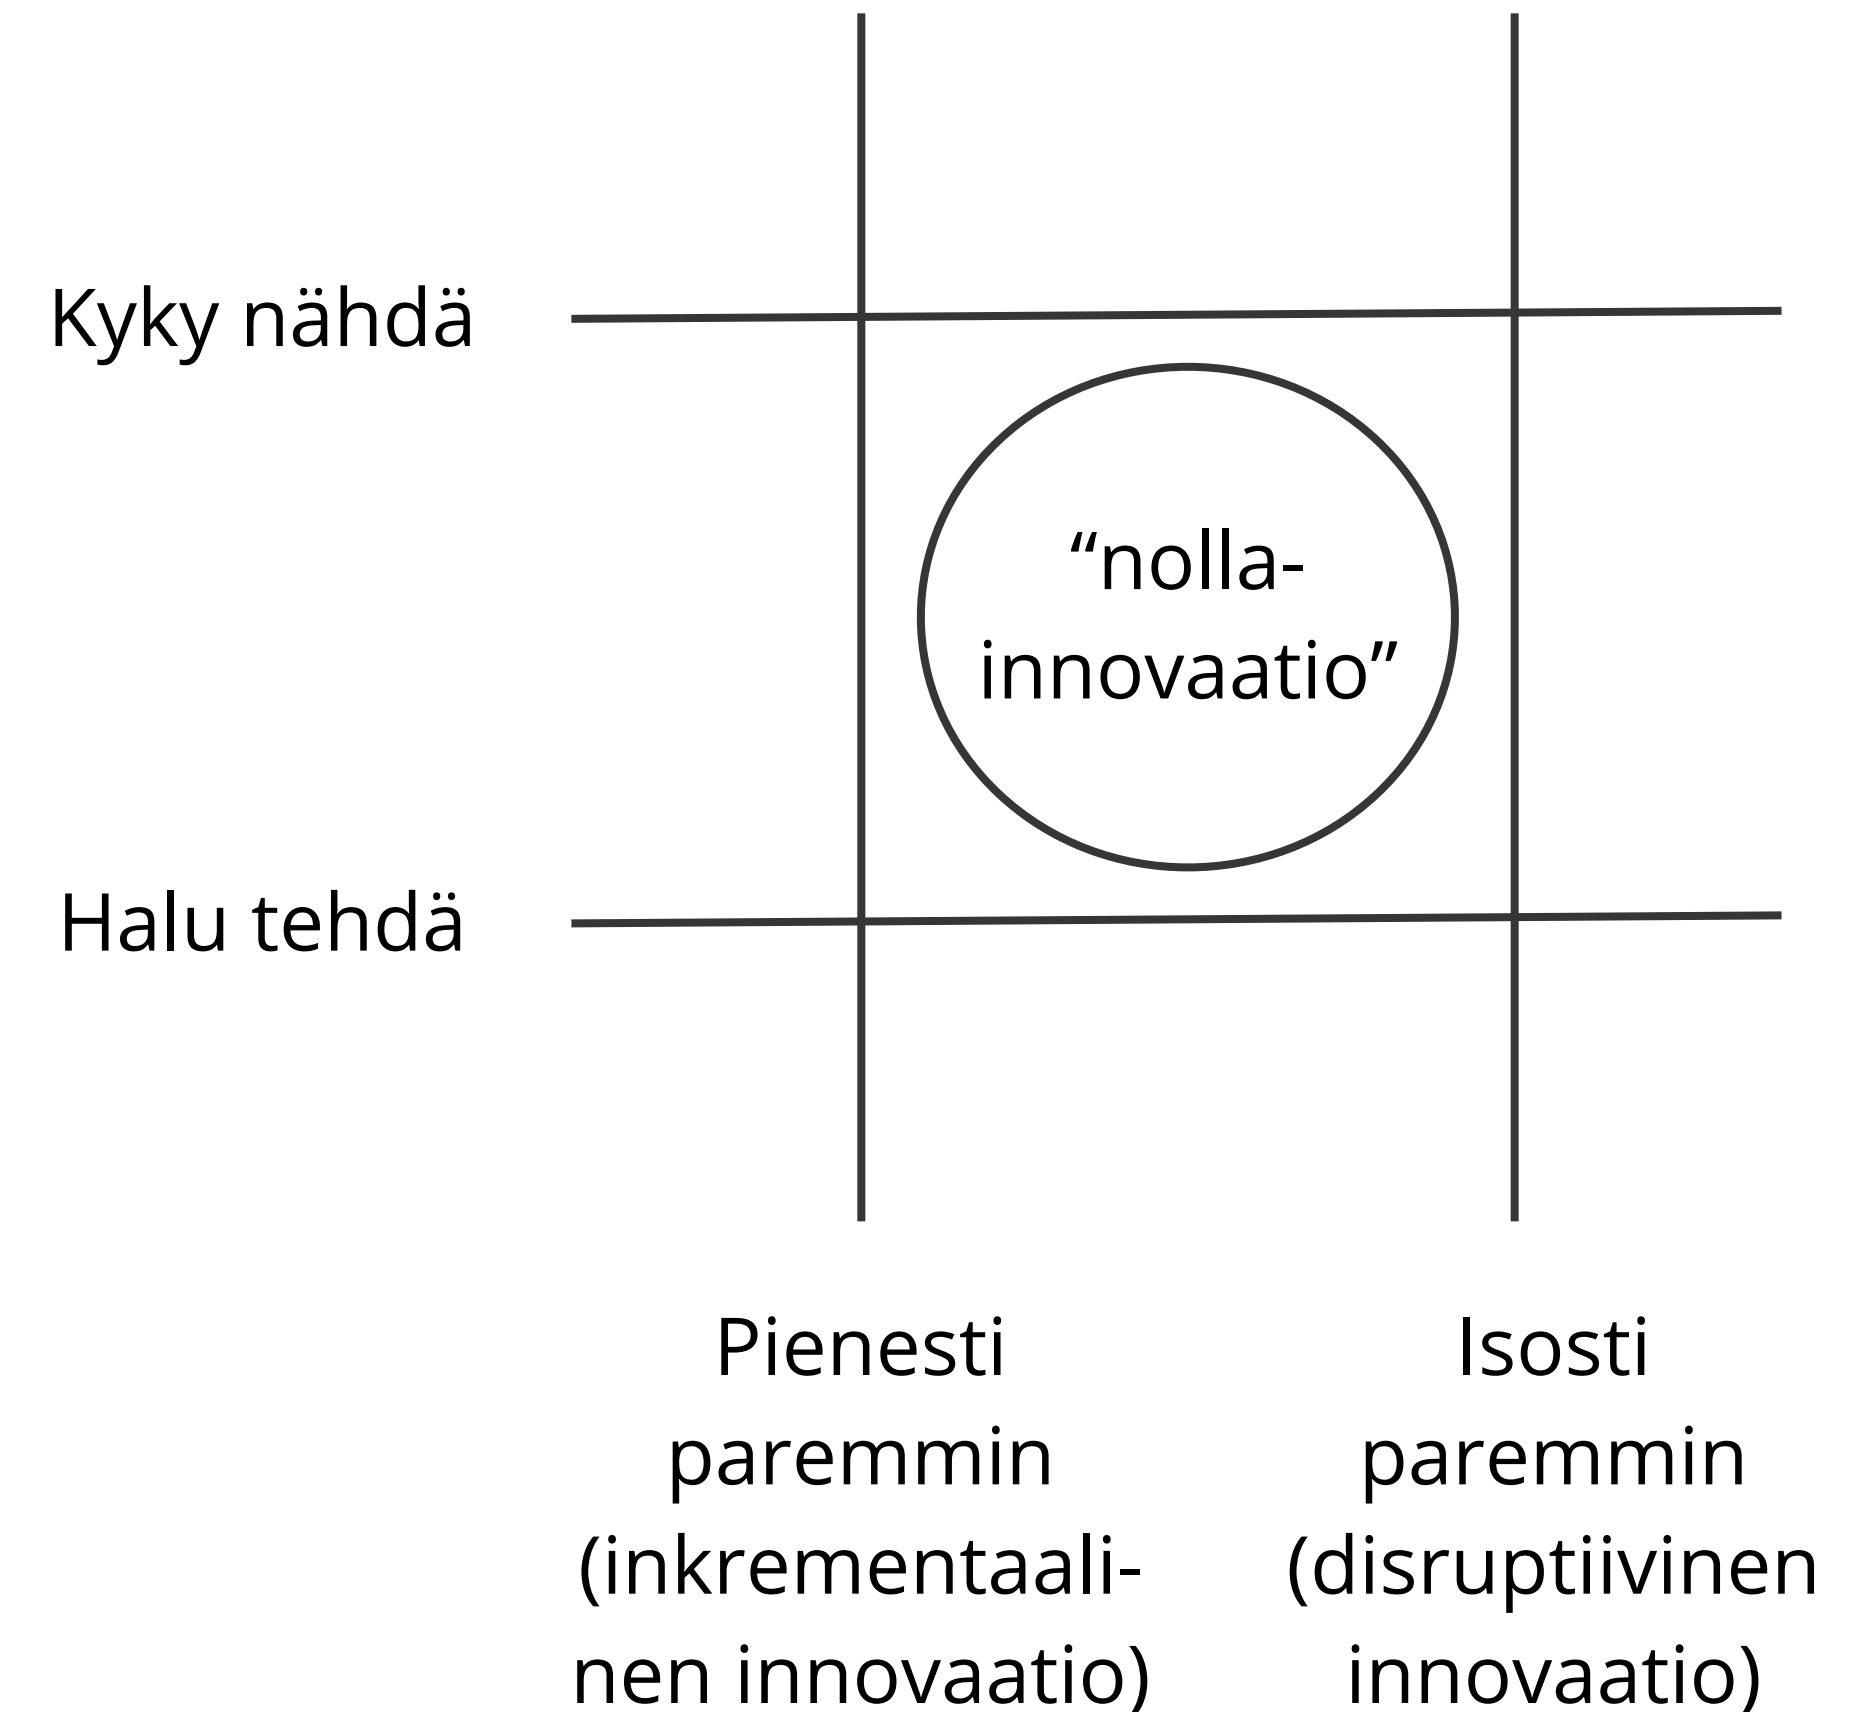 Kyky nähdä
“nolla-
innovaatio”
Halu tehdä
Pienesti
paremmin
(inkrementaali-
nen innovaatio)
Isosti
paremmin
(disruptiivinen
innovaatio)